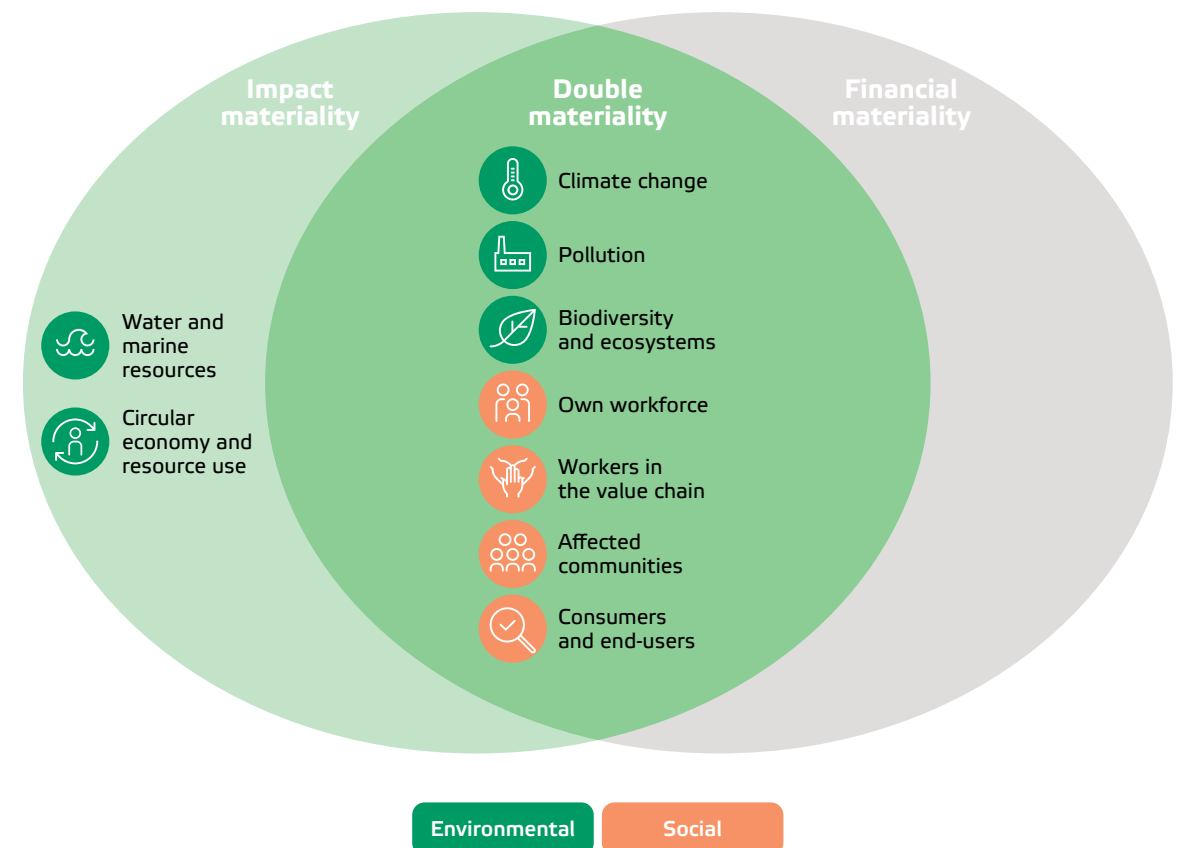 Impact
materiality
Double
materiality
Financial
materiality
Climate change
Pollution
Biodiversity
and ecosystems
Own workforce
Workers in
the value chain
Affected
communities
Consumers
and end-users
Water and
marine
resources
Circular
economy and
resource use
Environmental
Social